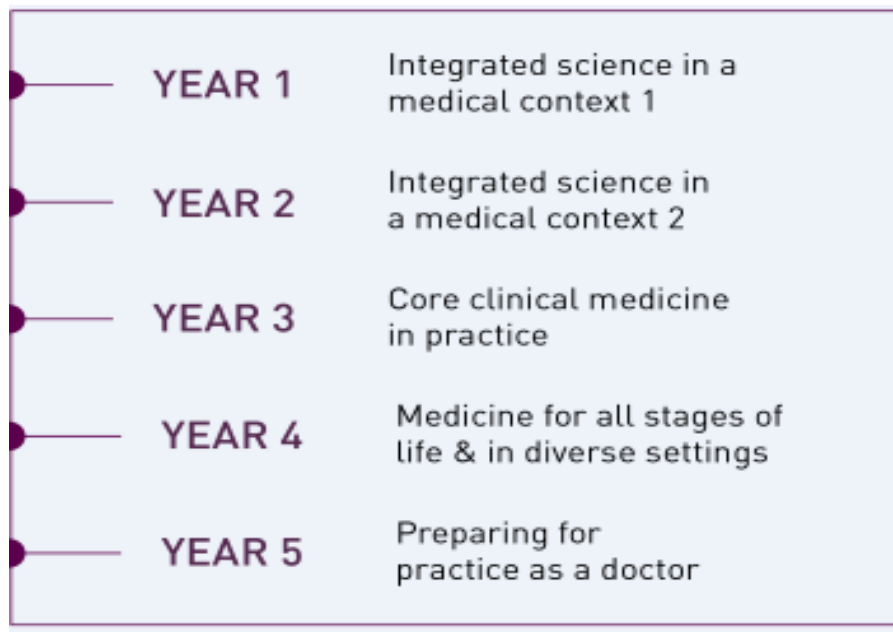 YEAR 1
Integrated science in a
medical context 1
YEAR 2
Integrated science in
a medical context 2
YEAR 3
Core clinical medicine
in practice
YEAR 4
Medicine for all stages of
life & in diverse settings
YEAR 5
Preparing for
practice as a doctor